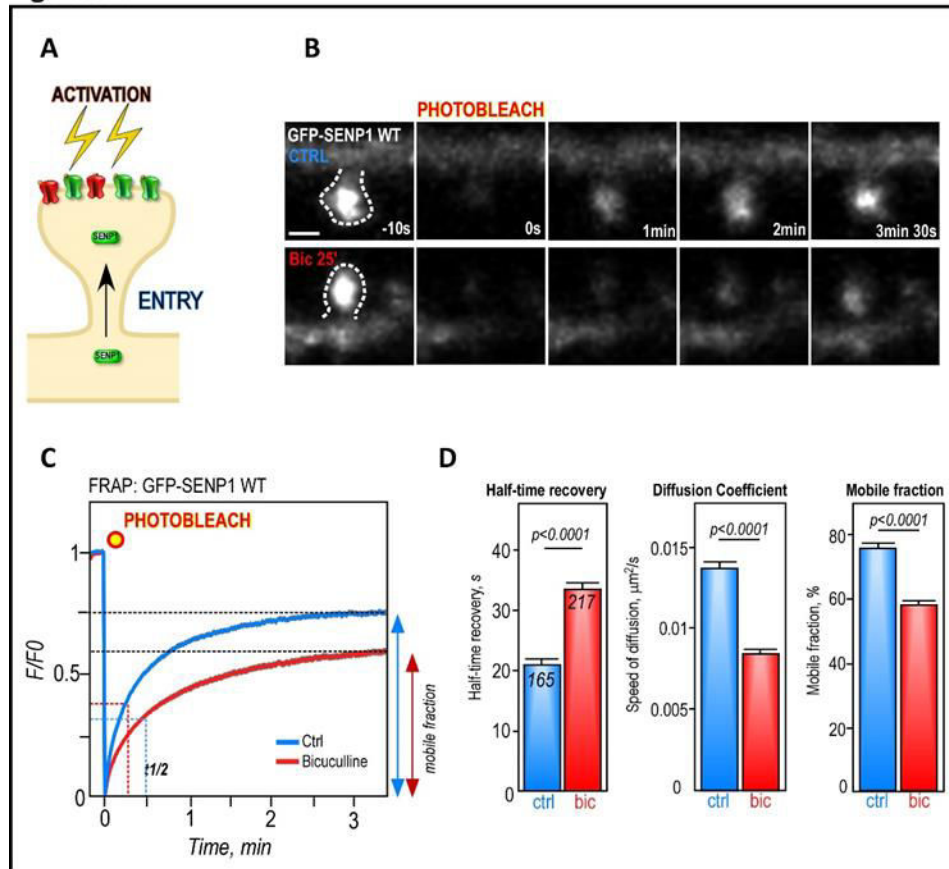 A
ACTIVATION
SENP1
ENTRY
SENP1
B
PHOTOBLEACH
GFP-SENP1 WT
CTRL
-10s
0s
1min
2min
3min 30s
Bic 25'
C
FRAP: GFP-SENP1 WT
PHOTOBLEACH
1
0.5
0
F/F0
t1/2
Ctrl
Bicuculline
mobile fraction
0
1
2
3
Time, min
D
Half-time recovery
p<0.0001
Half-time recovery, s
40
30
20
10
0
165
217
ctrl
bic
Diffusion Coefficient
p<0.0001
Speed of diffusion, µm²/s
0.015
0.01
0.005
0
ctrl
bic
Mobile fraction
p<0.0001
Mobile fraction, %
80
60
40
20
0
ctrl
bic